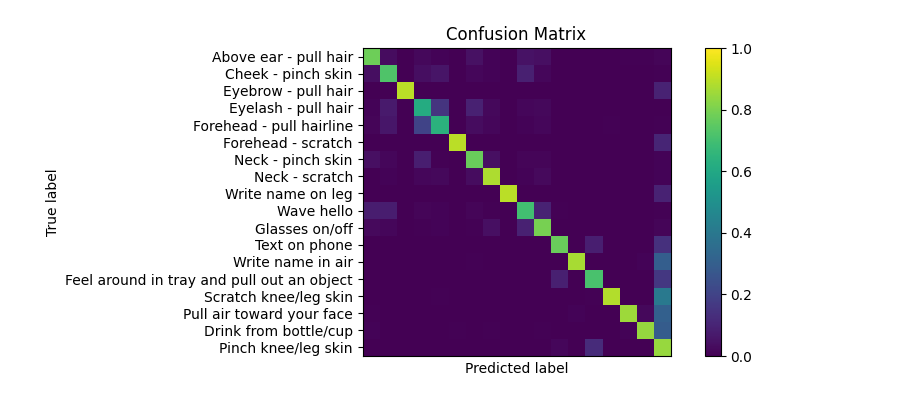 Confusion Matrix
Above ear - pull hair
Cheek - pinch skin
Eyebrow - pull hair
Eyelash - pull hair
Forehead - pull hairline
Forehead - scratch
Neck - pinch skin
Neck - scratch
Write name on leg
Wave hello
Glasses on/off
Text on phone
Write name in air
Feel around in tray and pull out an object
Scratch knee/leg skin
Pull air toward your face
Drink from bottle/cup
Pinch knee/leg skin
True label
Predicted label
1.0
0.8
0.6
0.4
0.2
0.0